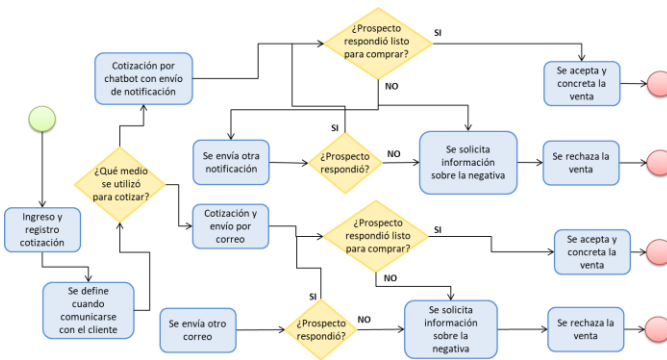 ¿Prospecto
respondió listo
para comprar?
SI
Cotización por
chatbot con envío
de notificación
Se acepta y
concreta la
venta
NO
SI
Se envía otra
notificación
¿Prospecto
respondió?
NO
Se solicita
información
sobre la negativa
Se rechaza la
venta
¿Qué medio
se utilizó
para cotizar?
Ingreso y
registro
cotización
Cotización y
envío por
correo
¿Prospecto
respondió listo
para comprar?
SI
Se acepta y
concreta la
venta
NO
Se define
cuando
comunicarse
con el cliente
SI
Se envía otro
correo
¿Prospecto
respondió?
NO
Se solicita
información
sobre la
negativa
Se rechaza la
venta